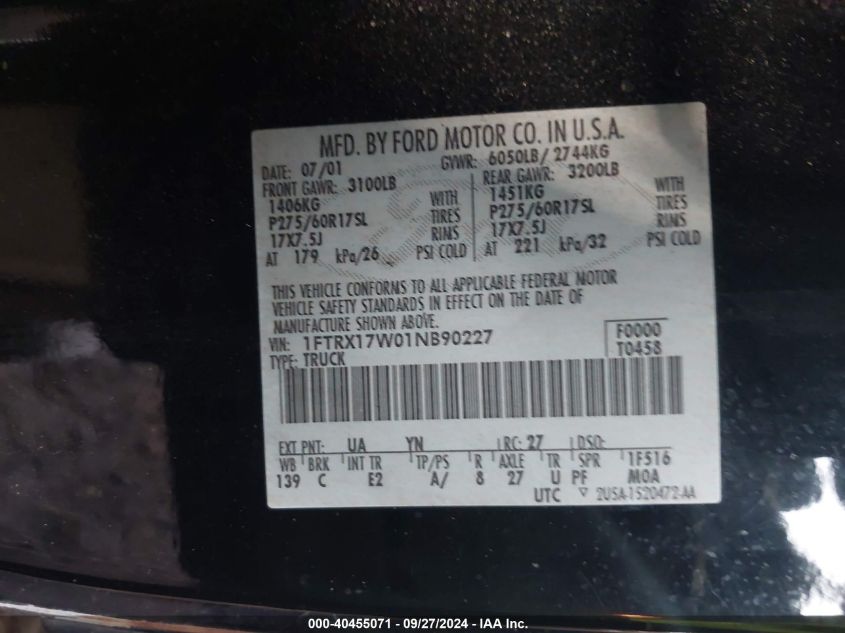 MFD. BY FORD MOTOR CO. IN U.S.A.
DATE: 07/01 GVWR: 6050LB/ 2744KG
FRONT GAWR: 3100LB REAR GAWR: 3200LB
1406KG WITH 1451KG WITH
P275/60R17SL TIRES P275/60R17SL TIRES
17X7.5J RIMS 17X7.5J RIMS
AT 179 kPa/26 PSI COLD AT 221 kPa/32 PSI COLD
THIS VEHICLE CONFORMS TO ALL APPLICABLE FEDERAL MOTOR
VEHICLE SAFETY STANDARDS IN EFFECT ON THE DATE OF
MANUFACTURE SHOWN ABOVE.
VIN: 1FTRX17W01NB90227 F0000
TYPE: TRUCK T0458
EXT PNT: UA YN RC: 27 DSO:
WB BRK INT TR TP/PS R AXLE TR SPR 1F516
139 C E2 A/ 8 27 U PF MOA
UTC ▽ 2U5A-1520472-AA
000-40455071 - 09/27/2024 - IAA Inc.